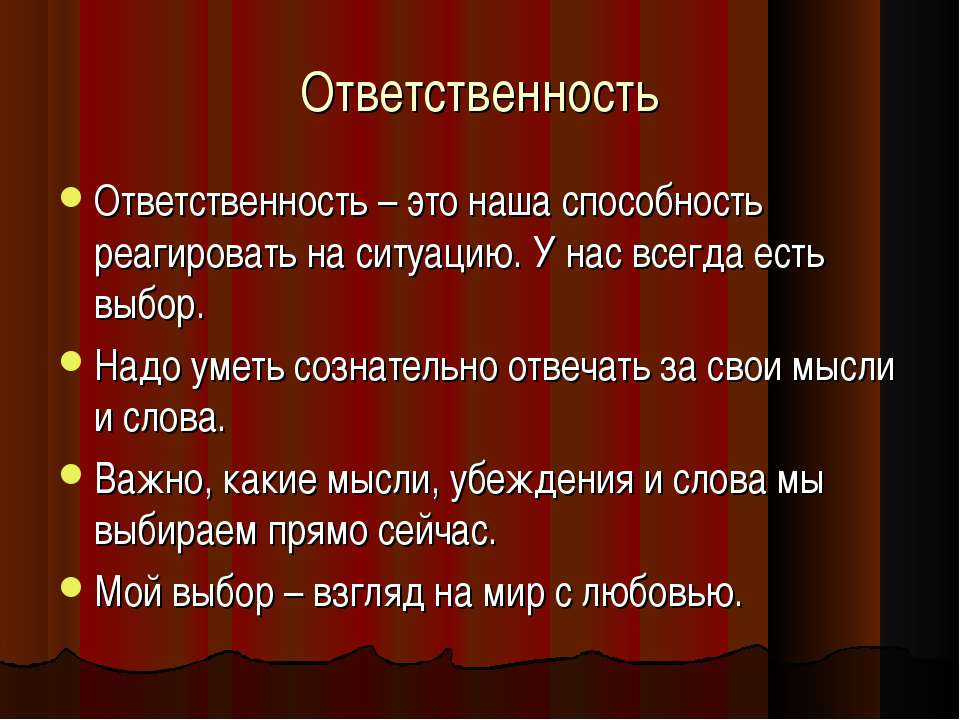 Ответственность
Ответственность – это наша способность
реагировать на ситуацию. У нас всегда есть
выбор.
Надо уметь сознательно отвечать за свои мысли
и слова.
Важно, какие мысли, убеждения и слова мы
выбираем прямо сейчас.
Мой выбор – взгляд на мир с любовью.